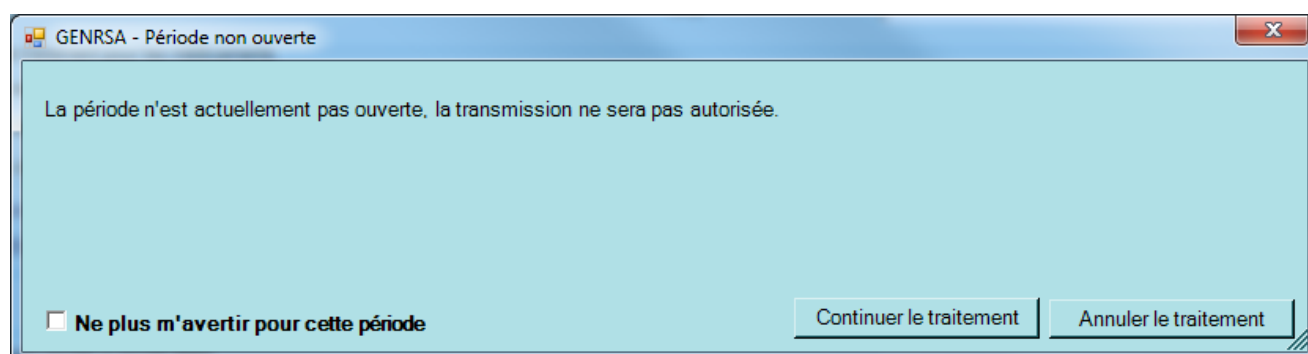 GENRSA - Période non ouverte
La période n'est actuellement pas ouverte, la transmission ne sera pas autorisée.
Ne plus m'avertir pour cette période
Continuer le traitement
Annuler le traitement